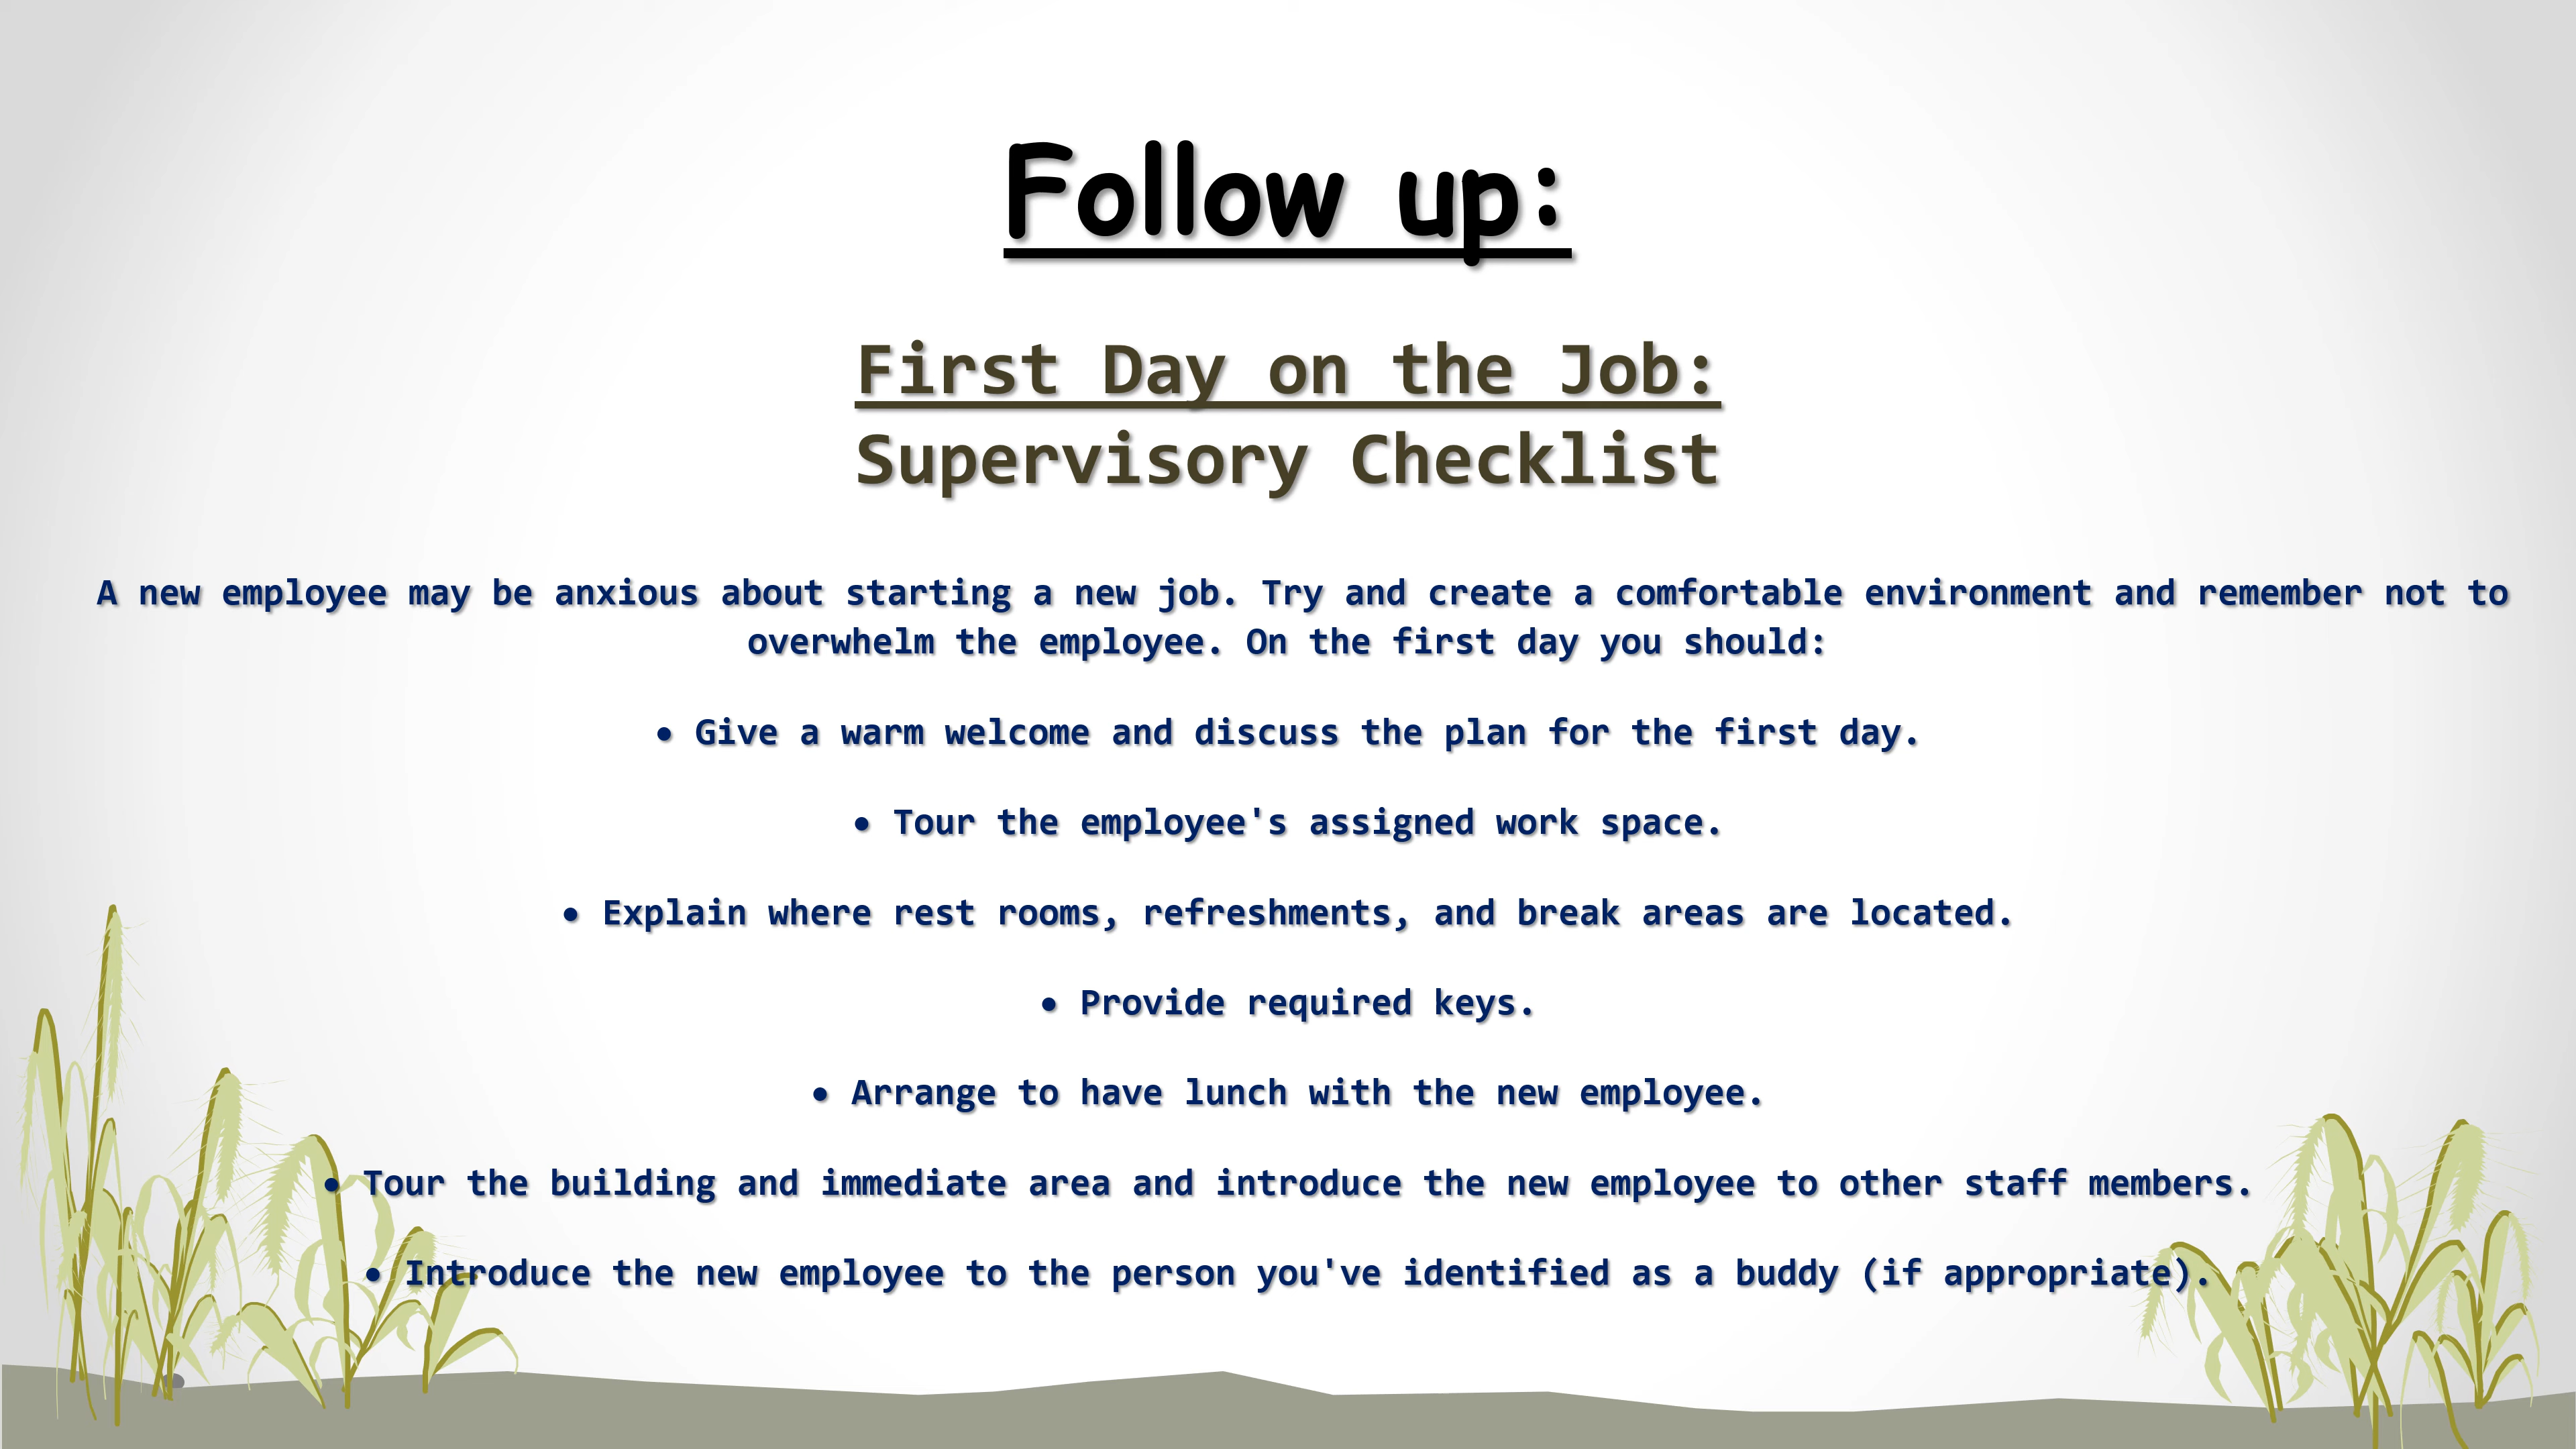 Follow up:
First Day on the Job:
Supervisory Checklist
A new employee may be anxious about starting a new job. Try and create a comfortable environment and remember not to
overwhelm the employee. On the first day you should:
• Give a warm welcome and discuss the plan for the first day.
• Tour the employee's assigned work space.
• Explain where rest rooms, refreshments, and break areas are located.
• Provide required keys.
• Arrange to have lunch with the new employee.
• Tour the building and immediate area and introduce the new employee to other staff members.
• Introduce the new employee to the person you've identified as a buddy (if appropriate).